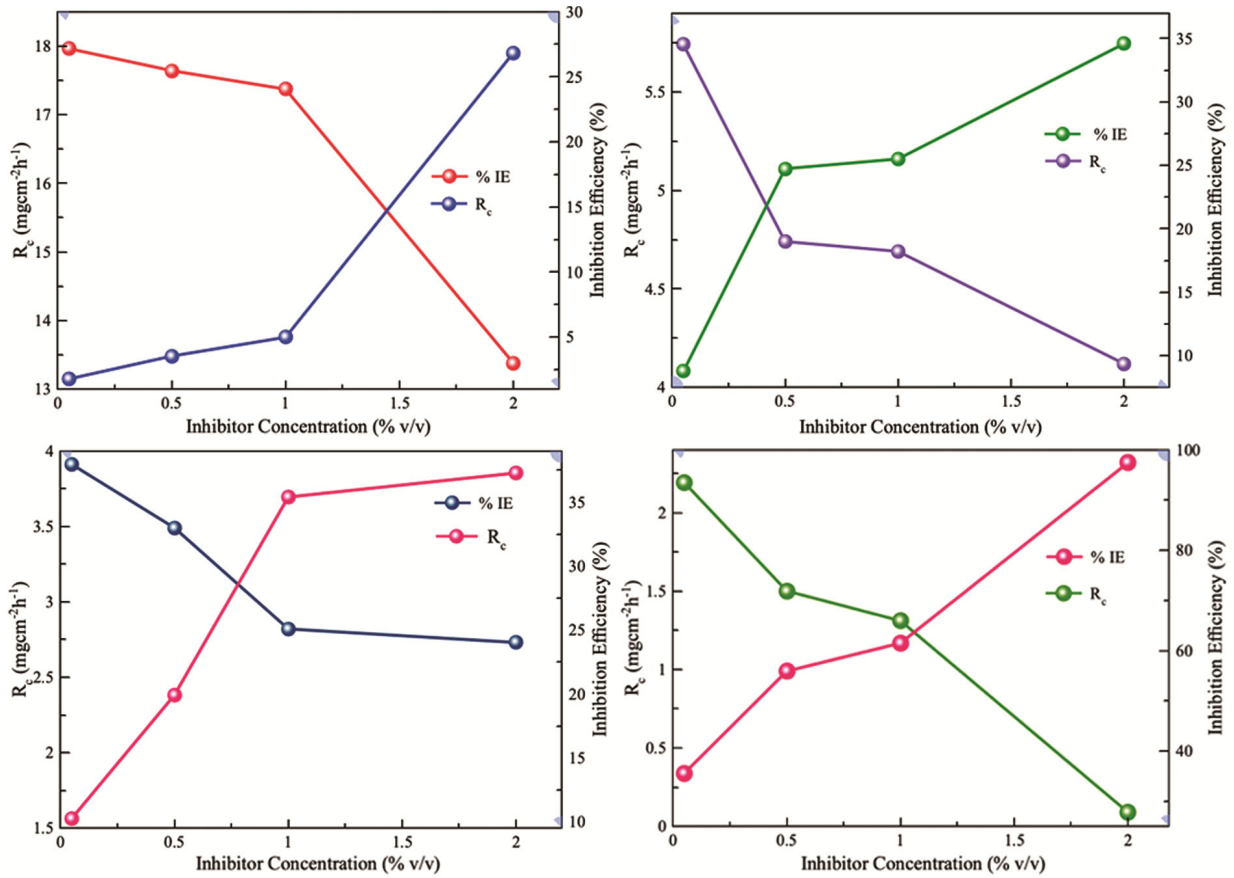 18
17
16
15
14
13
R_c (mgcm⁻²h⁻¹)
30
25
20
15
10
5
Inhibition Efficiency (%)
% IE
R_c
0 0.5 1 1.5 2
Inhibitor Concentration (% v/v)
5.5
5
4.5
4
R_c (mgcm⁻²h⁻¹)
35
30
25
20
15
10
Inhibition Efficiency (%)
% IE
R_c
0 0.5 1 1.5 2
Inhibitor Concentration (% v/v)
4
3.5
3
2.5
2
1.5
R_c (mgcm⁻²h⁻¹)
35
30
25
20
15
10
Inhibition Efficiency (%)
% IE
R_c
0 0.5 1 1.5 2
Inhibitor Concentration (% v/v)
2
1.5
1
0.5
0
R_c (mgcm⁻²h⁻¹)
100
80
60
40
Inhibition Efficiency (%)
% IE
R_c
0 0.5 1 1.5 2
Inhibitor Concentration (% v/v)